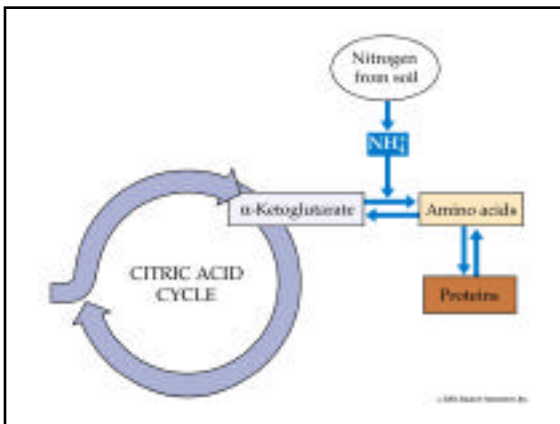 Nitrogen
from soil
NH₄⁺
α-Ketoglutarate
Amino acids
CITRIC ACID
CYCLE
Proteins